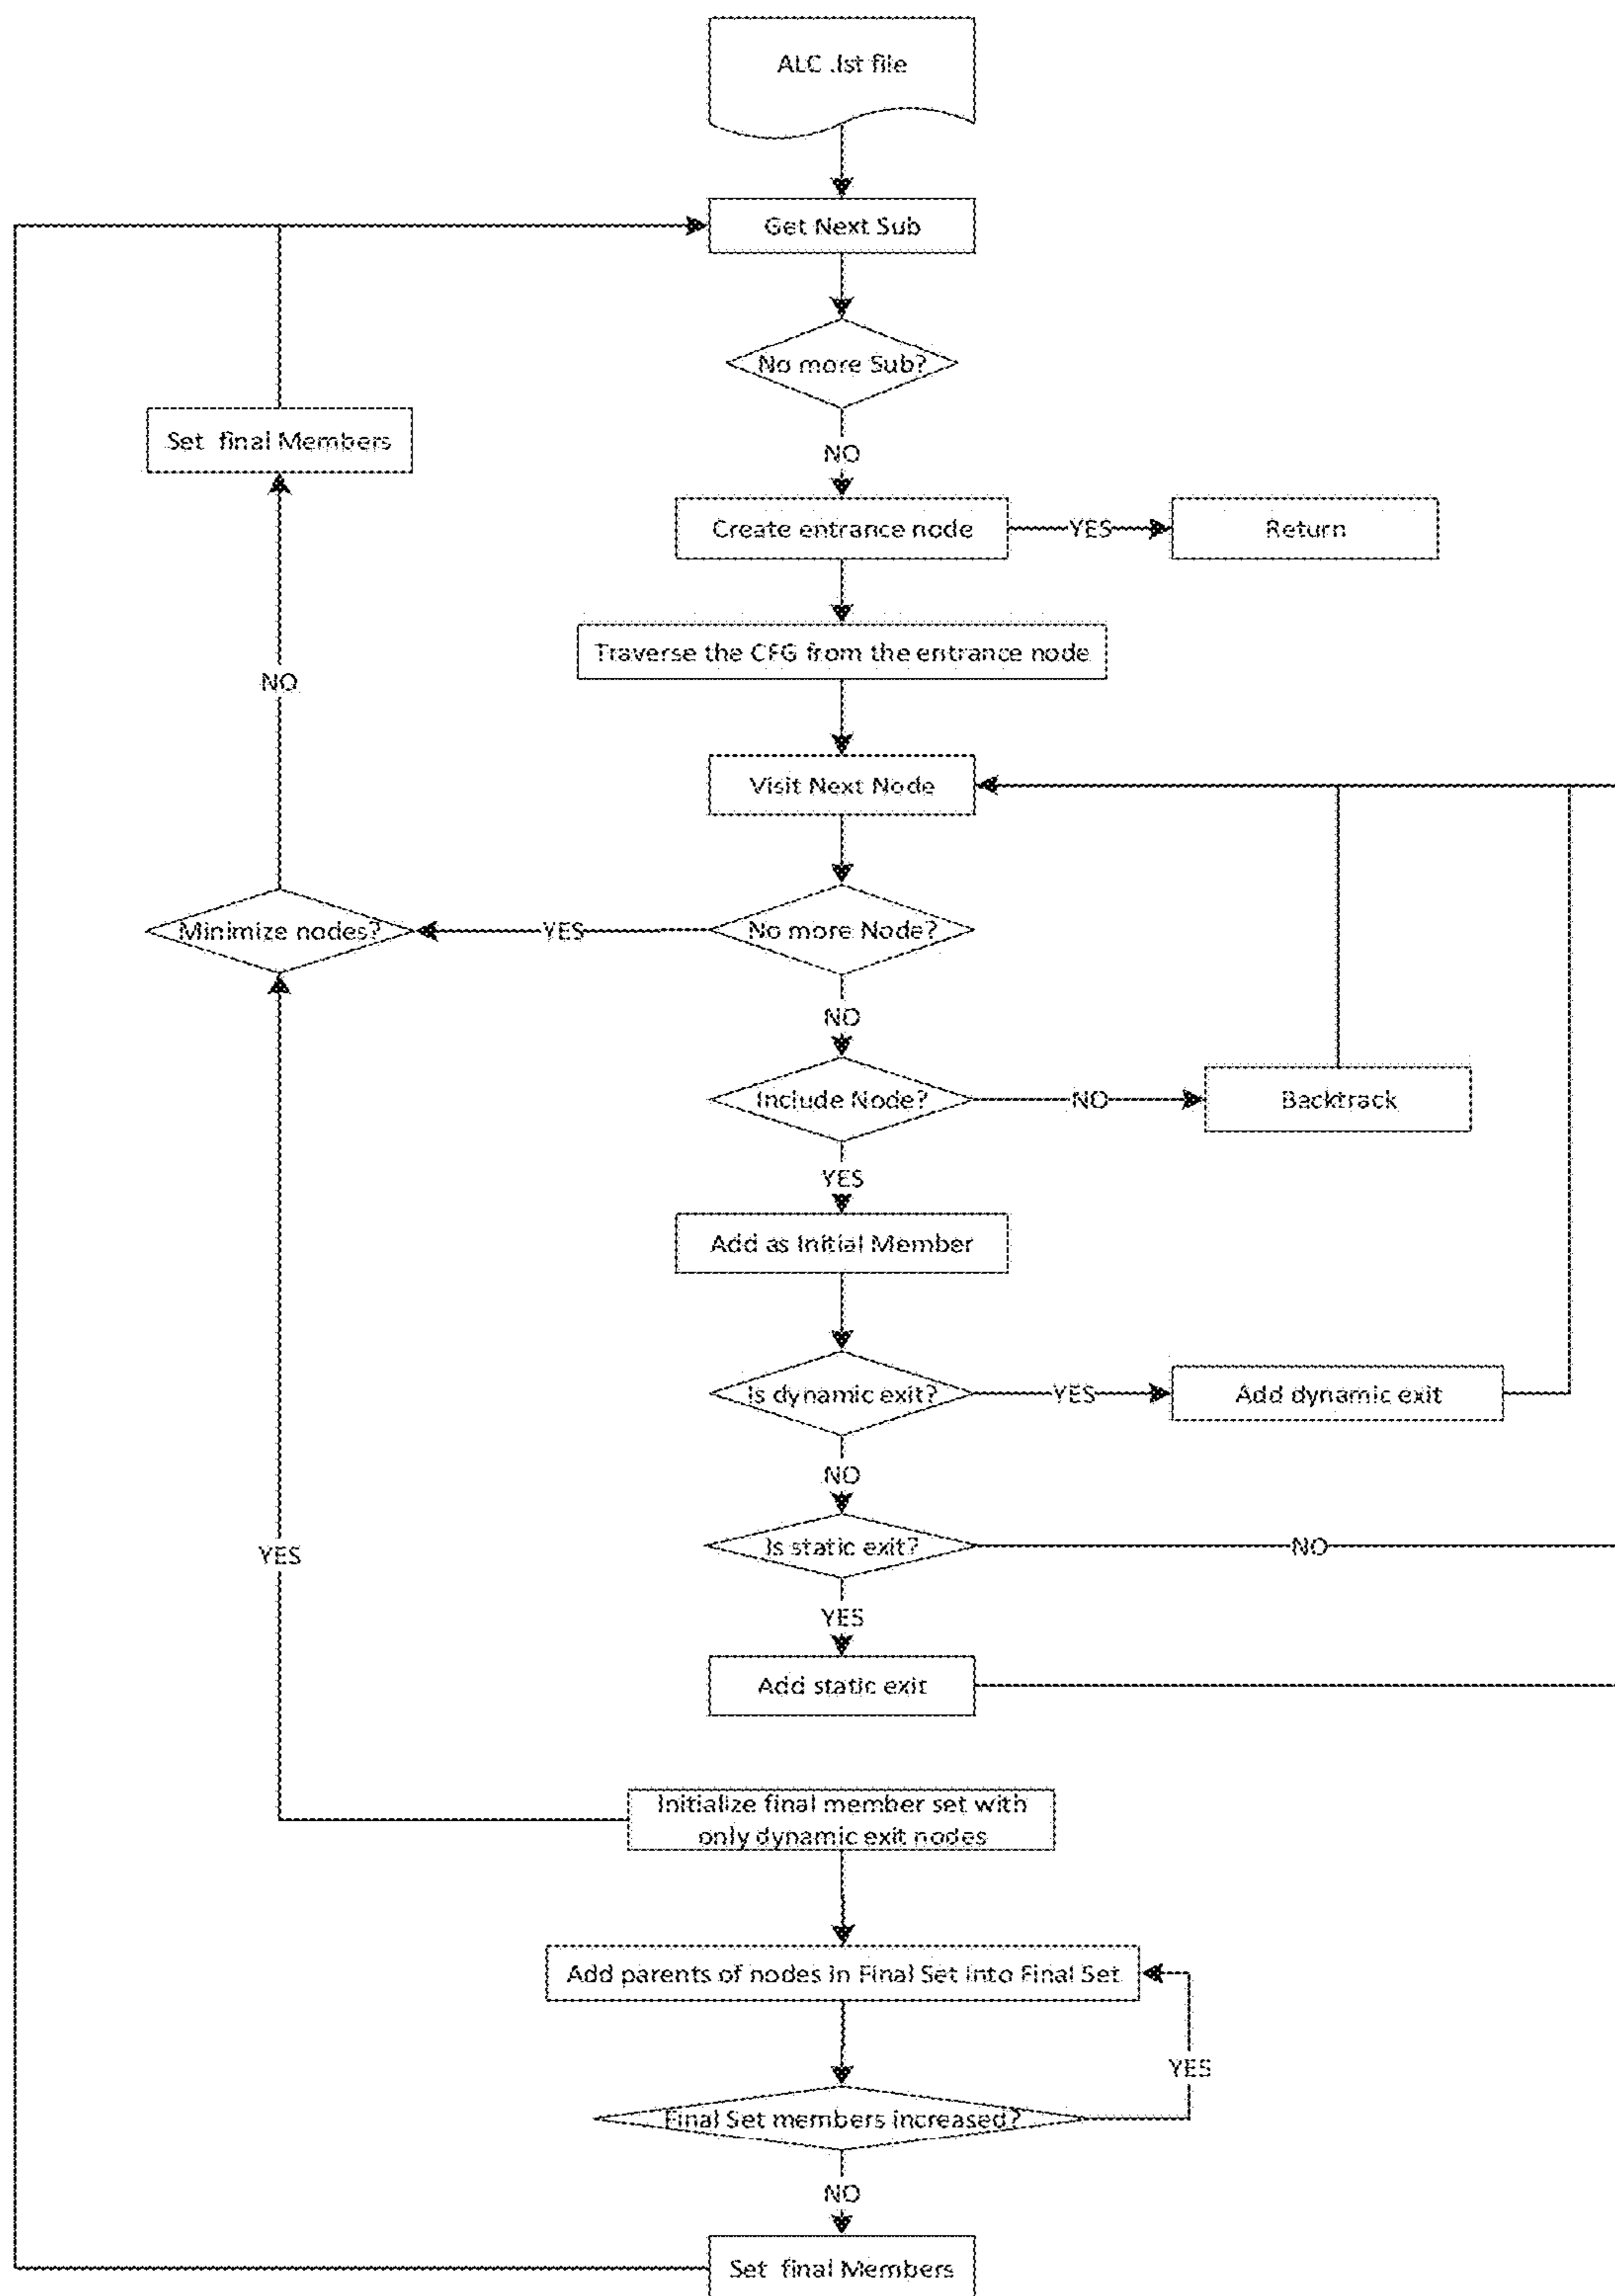 ALC .lst file
Get Next Sub
No more Sub?
Set final Members
NO
Create entrance node
YES
Return
Traverse the CFG from the entrance node
NO
Visit Next Node
Minimize nodes?
YES
No more Node?
NO
Include Node?
NO
Backtrack
YES
Add as Initial Member
Is dynamic exit?
YES
Add dynamic exit
NO
Is static exit?
NO
YES
YES
Add static exit
Initialize final member set with
only dynamic exit nodes
Add parents of nodes in Final Set into Final Set
YES
Final Set members increased?
NO
Set final Members